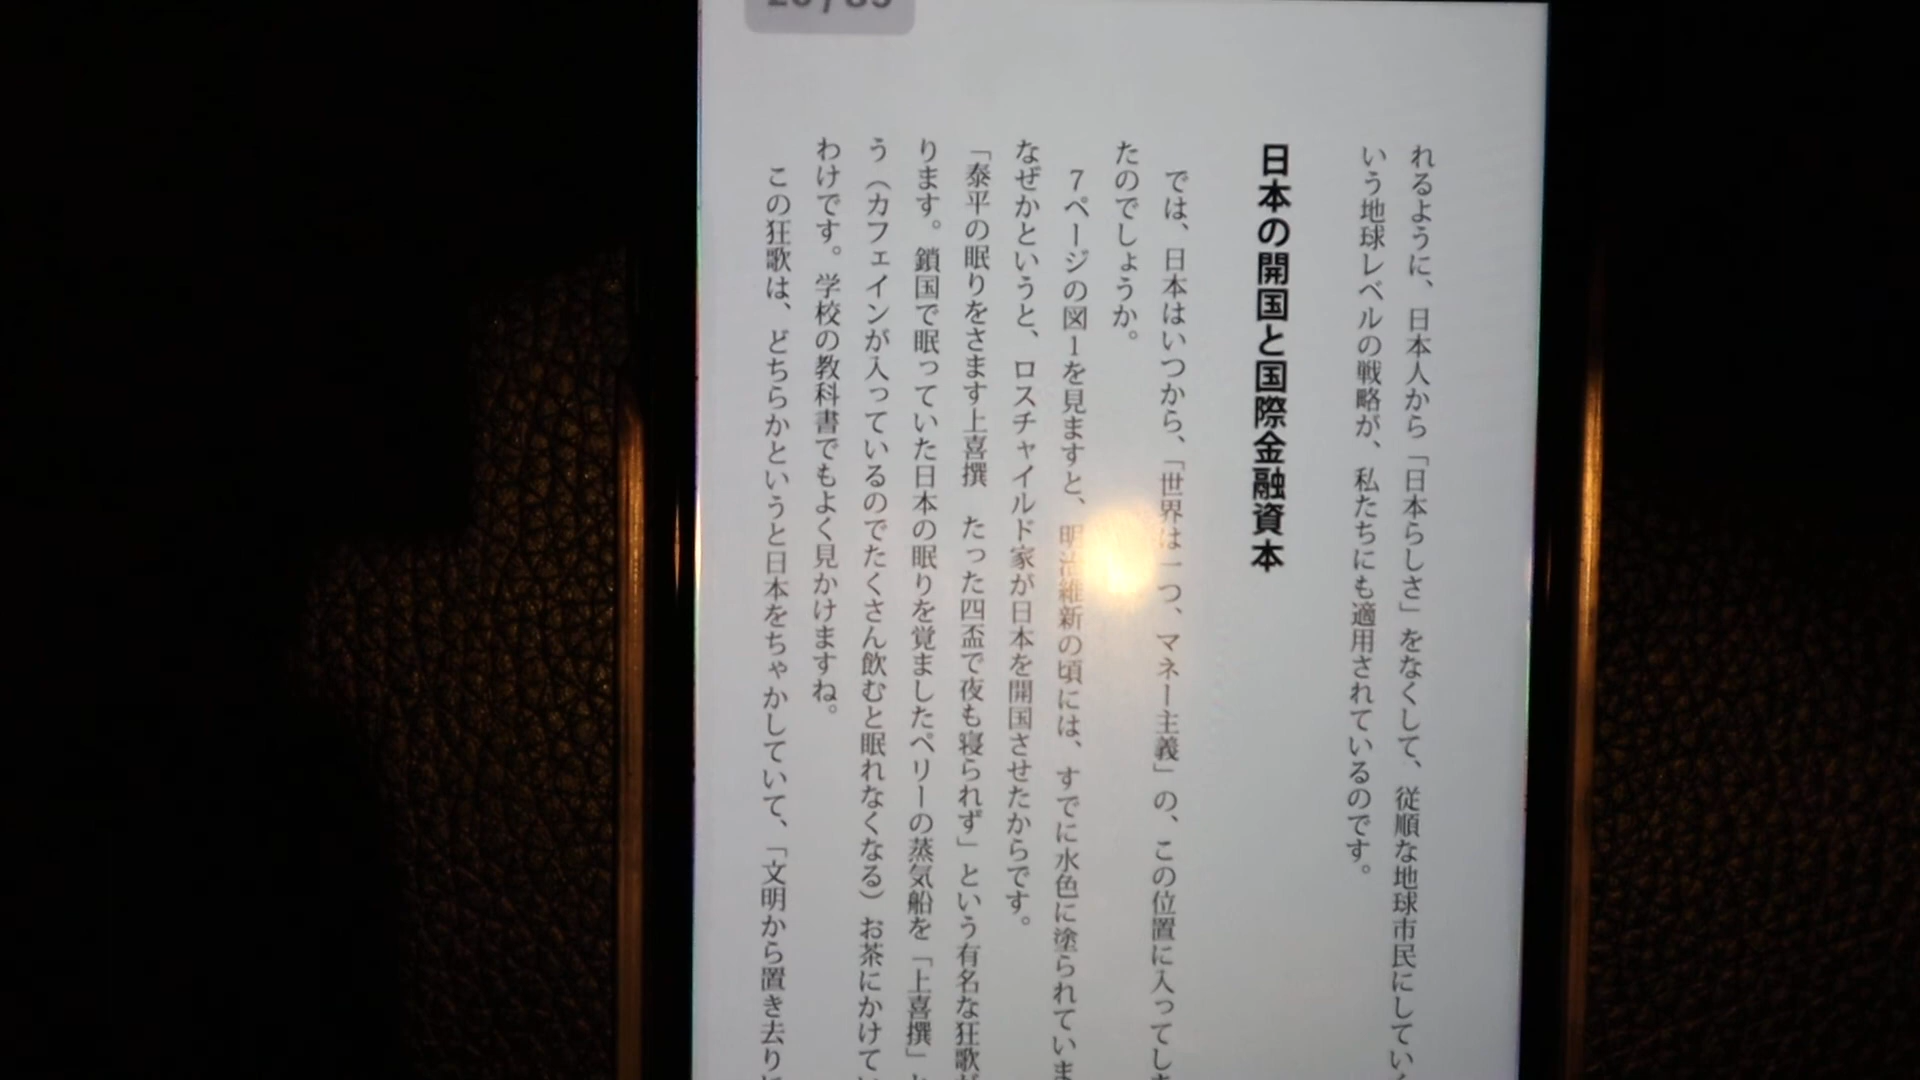 れるように、日本人から「日本らしさ」をなくして、従順な地球市民にしていく
いう地球レベルの戦略が、私たちにも適用されているのです。
日本の開国と国際金融資本
では、日本はいつから、「世界は一つ、マネー主義」の、この位置に入ってしま
たのでしょうか。
7ページの図1を見ますと、明治維新の頃には、すでに水色に塗られていま
なぜかというと、ロスチャイルド家が日本を開国させたからです。
「泰平の眠りをさます上喜撰　たった四盃で夜も寝られず」という有名な狂歌が
ります。鎖国で眠っていた日本の眠りを覚ましたペリーの蒸気船を「上喜撰」と
う（カフェインが入っているのでたくさん飲むと眠れなくなる）お茶にかけてい
わけです。学校の教科書でもよく見かけますね。
この狂歌は、どちらかというと日本をちゃかしていて、「文明から置き去りに